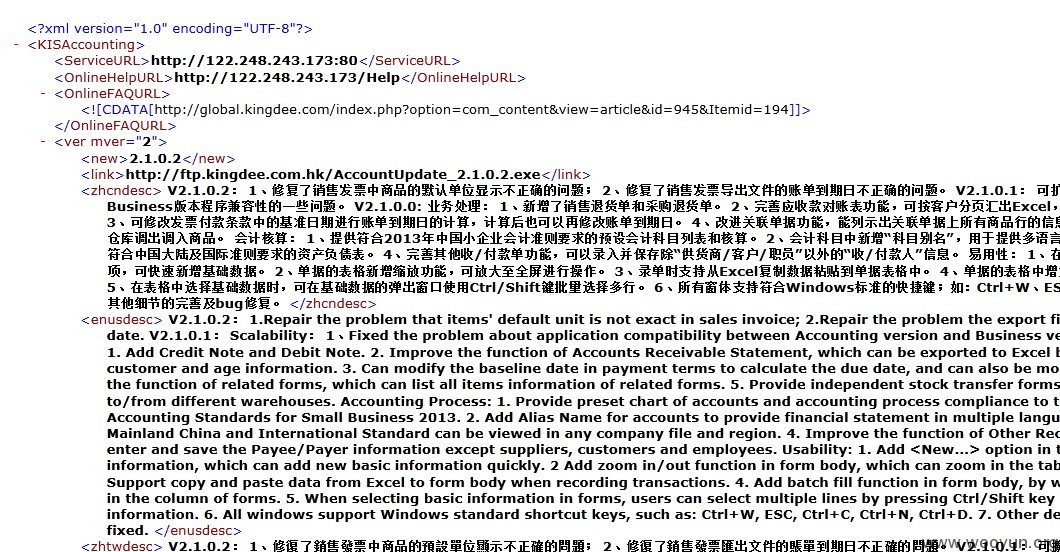 <?xml version="1.0" encoding="UTF-8"?>
- <KISAccounting>
<ServiceURL>http://122.248.243.173:80</ServiceURL>
<OnlineHelpURL>http://122.248.243.173/Help</OnlineHelpURL>
- <OnlineFAQURL>
<![CDATA[http://global.kingdee.com/index.php?option=com_content&view=article&id=945&Itemid=194]]>
</OnlineFAQURL>
- <ver mver="2">
<new>2.1.0.2</new>
<link>http://ftp.kingdee.com.hk/AccountUpdate_2.1.0.2.exe</link>
<zhcndesc> V2.1.0.2： 1、修复了销售发票中商品的默认单位显示不正确的问题； 2、修复了销售发票导出文件的账单到期日不正确的问题。 V2.1.0.1： 可扩
Business版本程序兼容性的一些问题。 V2.1.0.0: 业务处理： 1、新增了销售退货单和采购退货单。 2、完善应收款对账表功能，可按客户分页汇出Excel，
3、可修改发票付款条款中的基准日期进行账单到期日的计算，计算后也可以再修改账单到期日。 4、改进关联单据功能，能列示出关联单据上所有商品行的信息
仓库调出调入商品。 会计核算： 1、提供符合2013年中国小企业会计准则要求的预设会计科目列表和核算。 2、会计科目中新增“科目别名”，用于提供多语言
符合中国大陆及国际准则要求的资产负债表。 4、完善其他收/付款单功能，可以录入并保存除“供货商/客户/职员”以外的“收/付款人”信息。 易用性： 1、在
项，可快速新增基础数据。 2、单据的表格新增缩放功能，可放大至全屏进行操作。 3、录单时支持从Excel复制数据粘贴到单据表格中。 4、单据的表格中增
5、在表格中选择基础数据时，可在基础数据的弹出窗口使用Ctrl/Shift键批量选择多行。 6、所有窗体支持符合Windows标准的快捷键；如：Ctrl+W、ES
其他细节的完善及bug修复。 </zhcndesc>
<enusdesc> V2.1.0.2： 1.Repair the problem that items' default unit is not exact in sales invoice; 2.Repair the problem the export fi
date. V2.1.0.1： Scalability： 1、Fixed the problem about application compatibility between Accounting version and Business ve
1. Add Credit Note and Debit Note. 2. Improve the function of Accounts Receivable Statement, which can be exported to Excel b
customer and age information. 3. Can modify the baseline date in payment terms to calculate the due date, and can also be mo
the function of related forms, which can list all items information of related forms. 5. Provide independent stock transfer forms
to/from different warehouses. Accounting Process: 1. Provide preset chart of accounts and accounting process compliance to t
Accounting Standards for Small Business 2013. 2. Add Alias Name for accounts to provide financial statement in multiple langu
Mainland China and International Standard can be viewed in any company file and region. 4. Improve the function of Other Rec
enter and save the Payee/Payer information except suppliers, customers and employees. Usability: 1. Add <New...> option in t
information, which can add new basic information quickly. 2 Add zoom in/out function in form body, which can zoom in the tab
Support copy and paste data from Excel to form body when recording transactions. 4. Add batch fill function in form body, by w
in the column of forms. 5. When selecting basic information in forms, users can select multiple lines by pressing Ctrl/Shift key
information. 6. All windows support Windows standard shortcut keys, such as: Ctrl+W, ESC, Ctrl+C, Ctrl+N, Ctrl+D. 7. Other de
fixed. </enusdesc>
<zhtwdesc> V2.1.0.2： 1、修復了銷售發票中商品的預設單位顯示不正確的問題； 2、修復了銷售發票匯出文件的賬單到期日不正確的問題。 V2.1.0.1